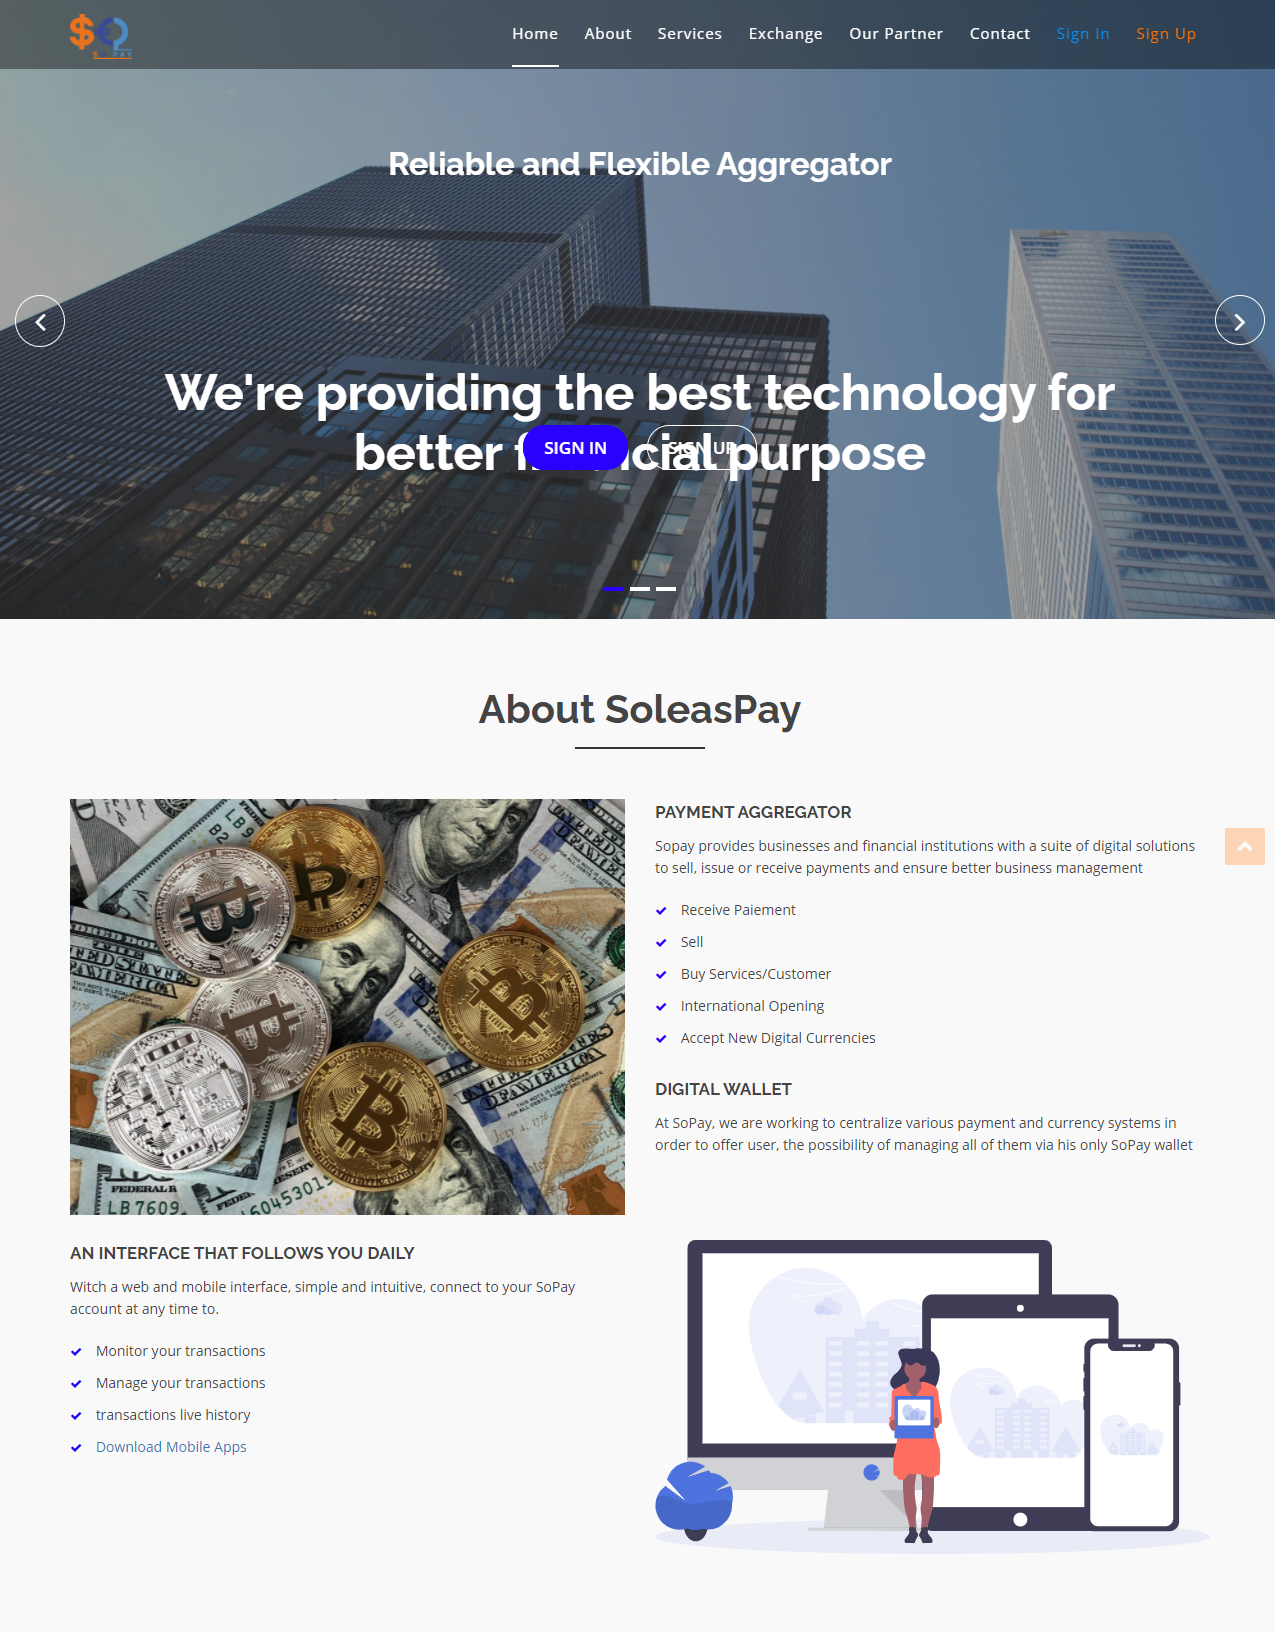 SO PAY
Home About Services Exchange Our Partner Contact Sign In Sign Up
Reliable and Flexible Aggregator
We're providing the best technology for
better financial purpose
SIGN IN SIGN UP
About SoleasPay
PAYMENT AGGREGATOR
Sopay provides businesses and financial institutions with a suite of digital solutions
to sell, issue or receive payments and ensure better business management
Receive Paiement
Sell
Buy Services/Customer
International Opening
Accept New Digital Currencies
DIGITAL WALLET
At SoPay, we are working to centralize various payment and currency systems in
order to offer user, the possibility of managing all of them via his only SoPay wallet
AN INTERFACE THAT FOLLOWS YOU DAILY
Witch a web and mobile interface, simple and intuitive, connect to your SoPay
account at any time to.
Monitor your transactions
Manage your transactions
transactions live history
Download Mobile Apps